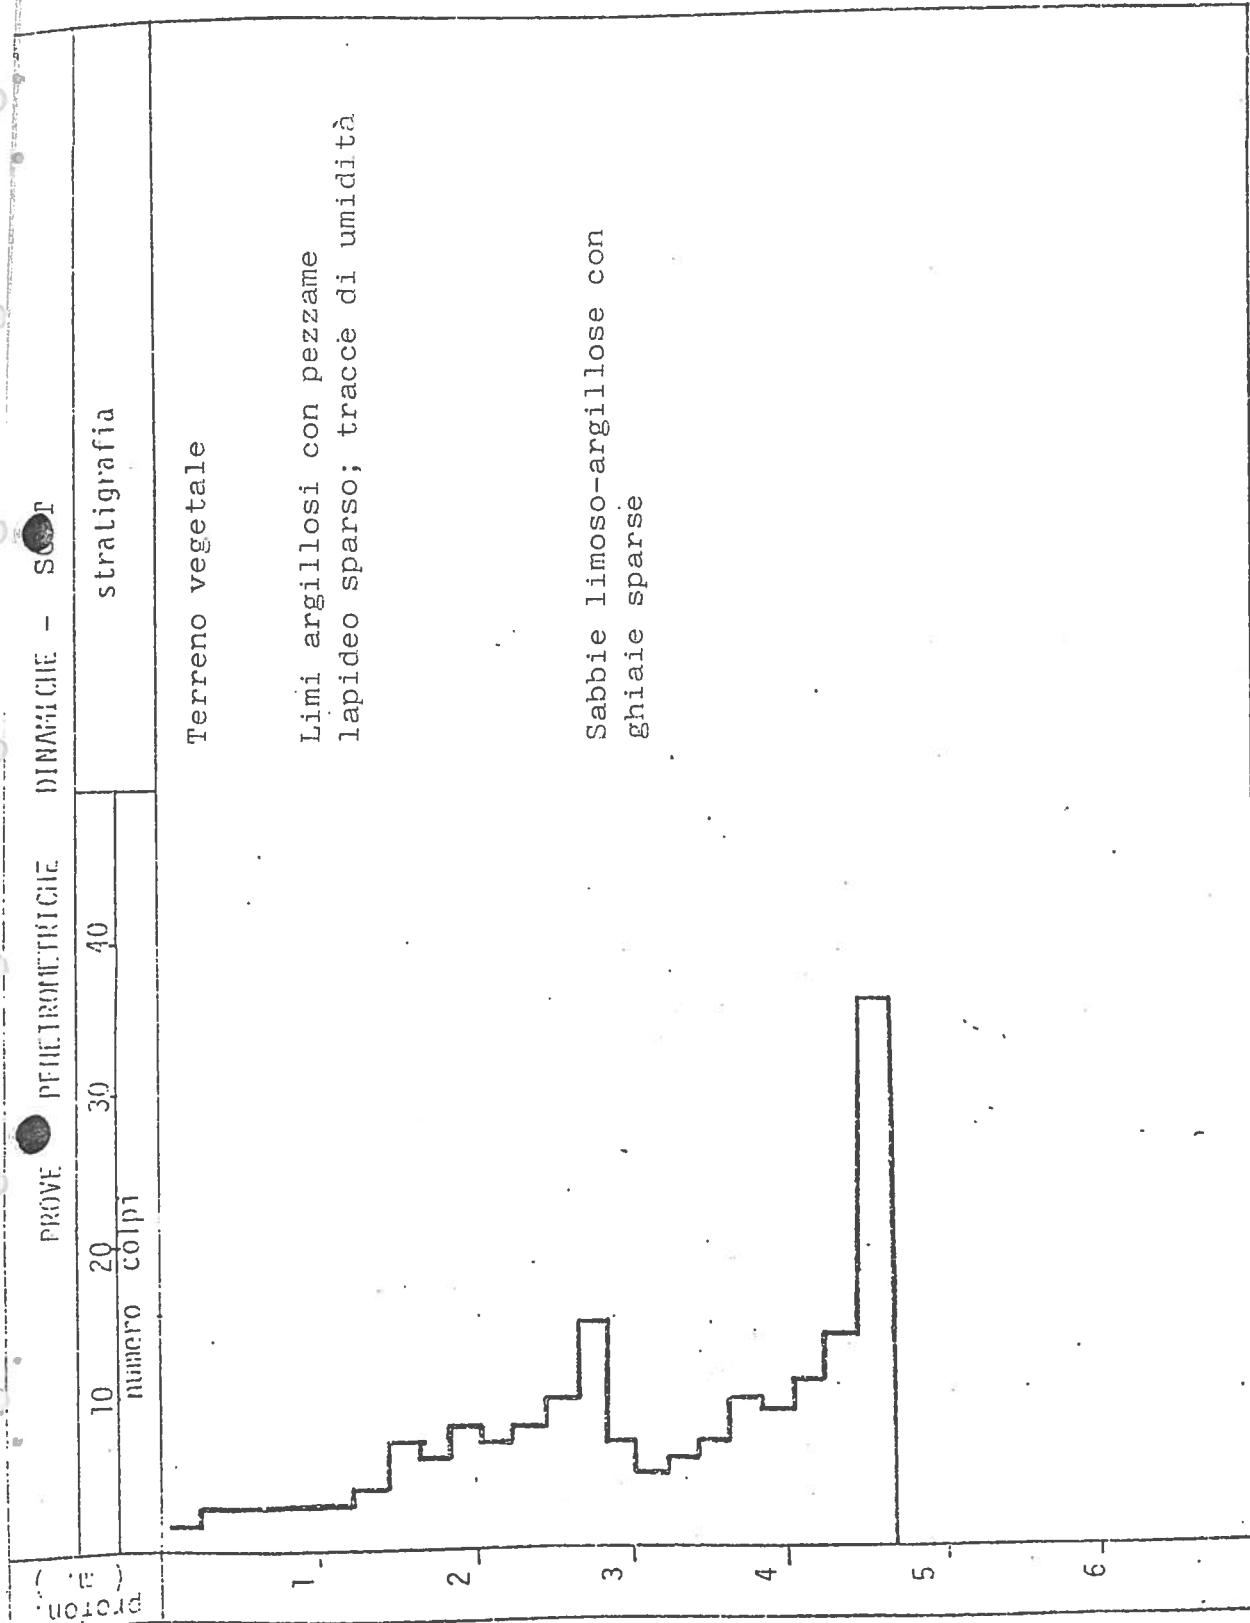 PROVE PENETROMETRICHE DINAMICHE -
stratigrafia
10 20 30 40
numero colpi
profon.
( m. )
Terreno vegetale
Limi argillosi con pezzame
lapideo sparso; tracce di umidità
Sabbie limoso-argillose con
ghiaie sparse
1
2
3
4
5
6